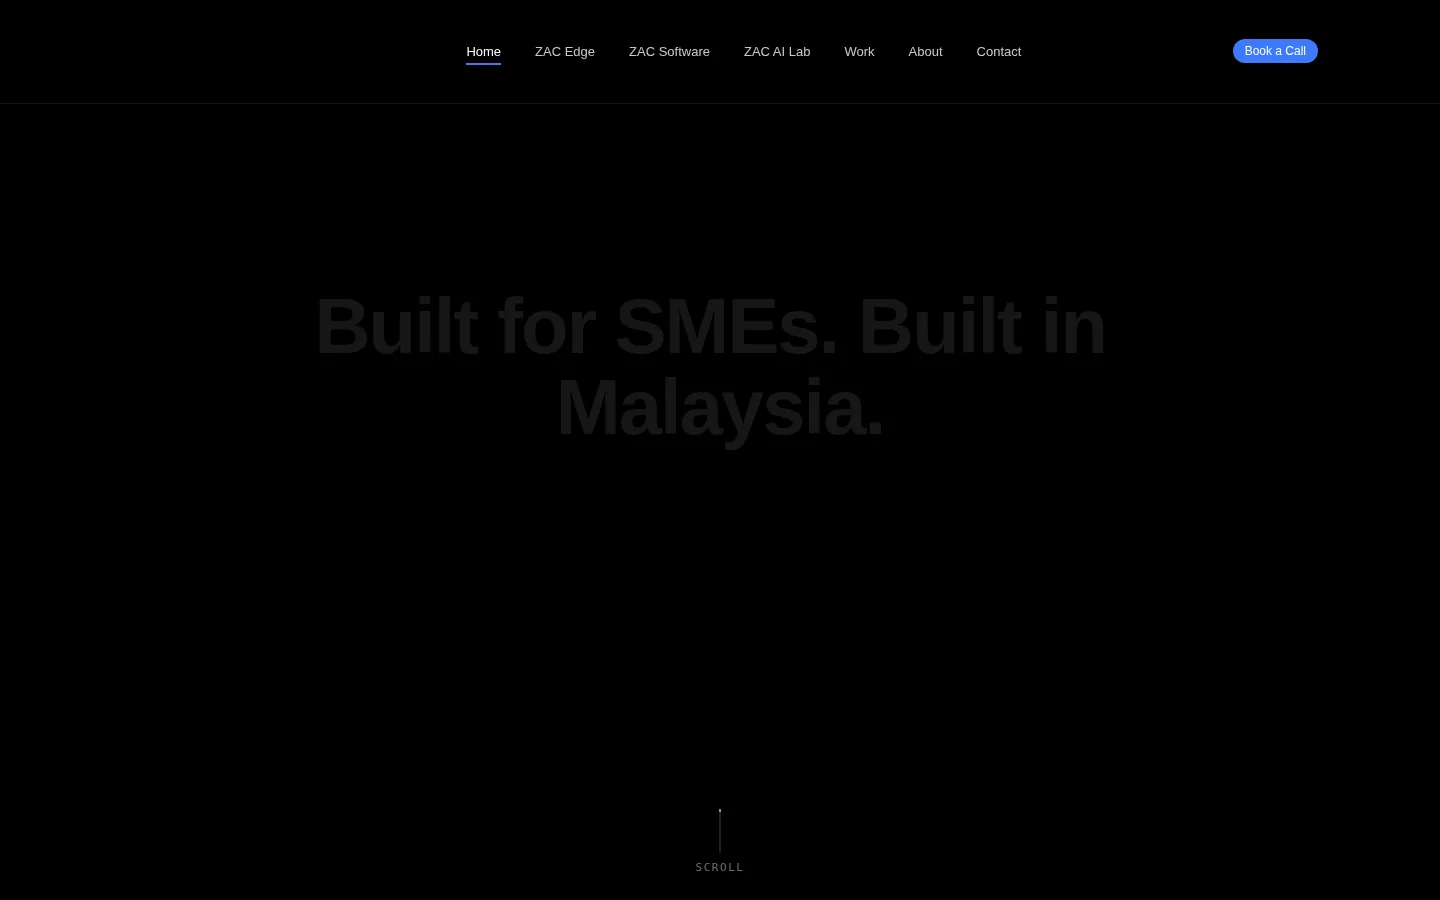 Home
ZAC Edge
ZAC Software
ZAC AI Lab
Work
About
Contact
Book a Call
Built for SMEs. Built in
Malaysia.
SCROLL